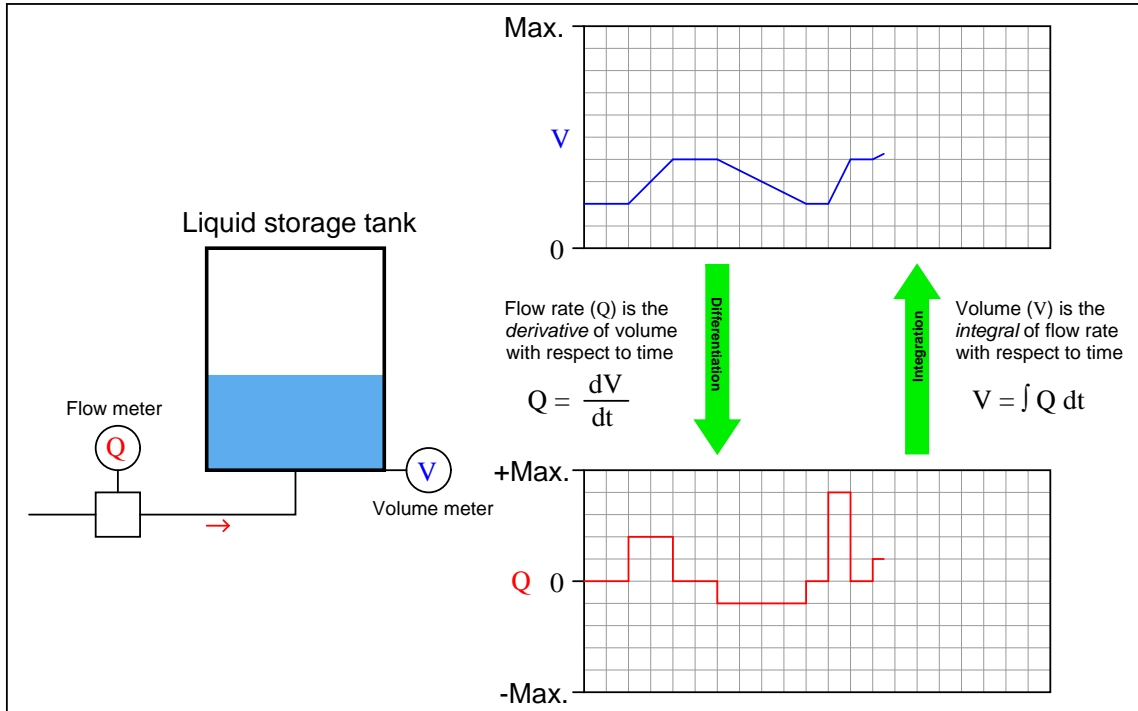 Max.
V
0
Liquid storage tank
Flow meter
Q
V
Volume meter
Flow rate (Q) is the
derivative of volume
with respect to time
Q = dV
dt
Differentiation
Integration
Volume (V) is the
integral of flow rate
with respect to time
V = ∫ Q dt
+Max.
Q 0
-Max.